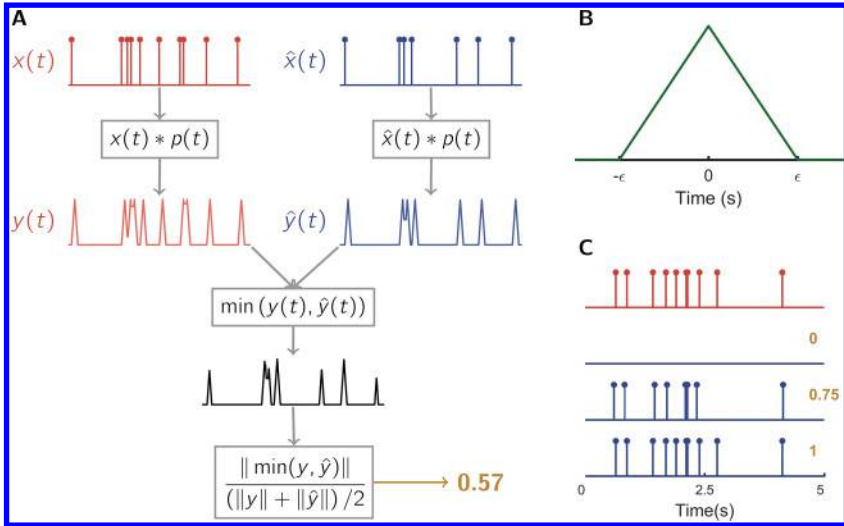 A
x(t)
x̂(t)
x(t) ∗ p(t)
x̂(t) ∗ p(t)
y(t)
ŷ(t)
min (y(t), ŷ(t))
‖ min(y, ŷ)‖
(‖y‖ + ‖ŷ‖) /2
0.57
B
-ϵ
0
ϵ
Time (s)
C
0
0.75
1
0
2.5
5
Time(s)